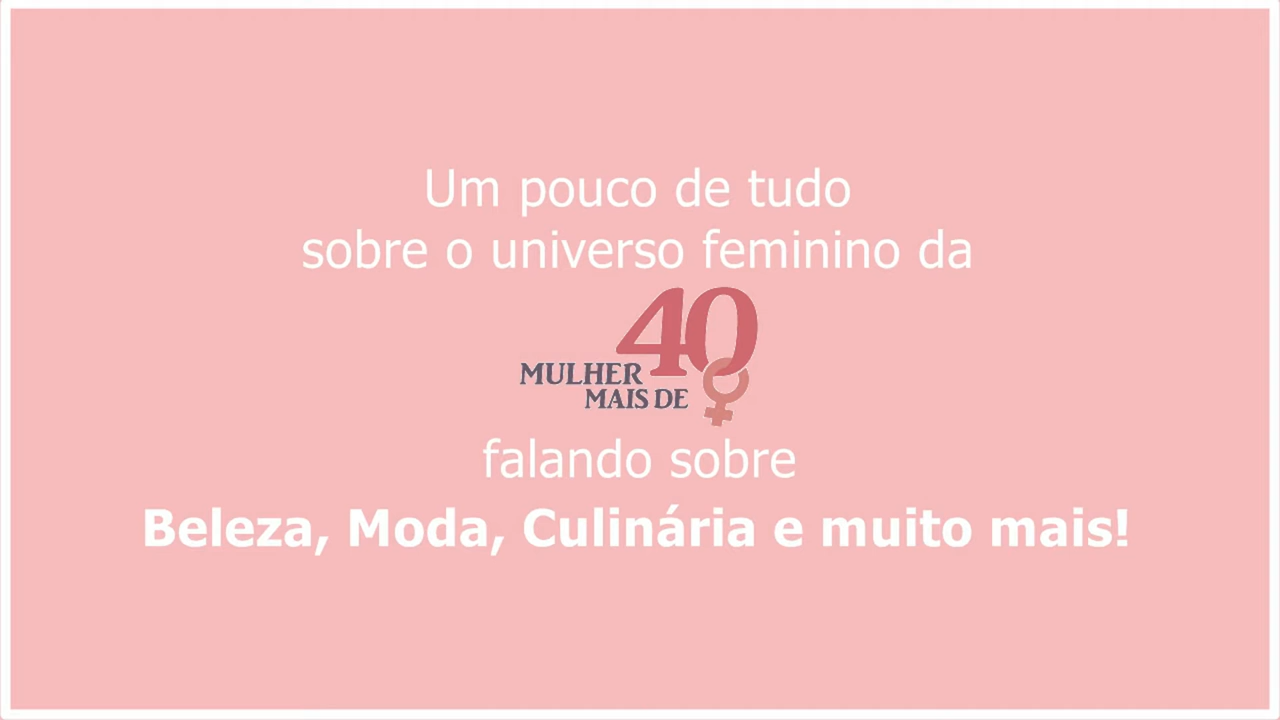 Um pouco de tudo
sobre o universo feminino da
MULHER 40
MAIS DE
falando sobre
Beleza, Moda, Culinária e muito mais!